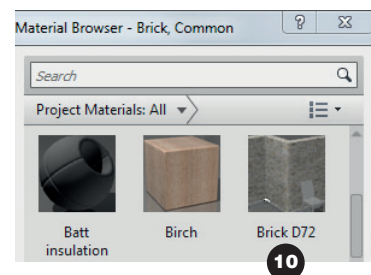 Material Browser - Brick, Common
Search
Project Materials: All
Batt insulation
Birch
Brick D72
10